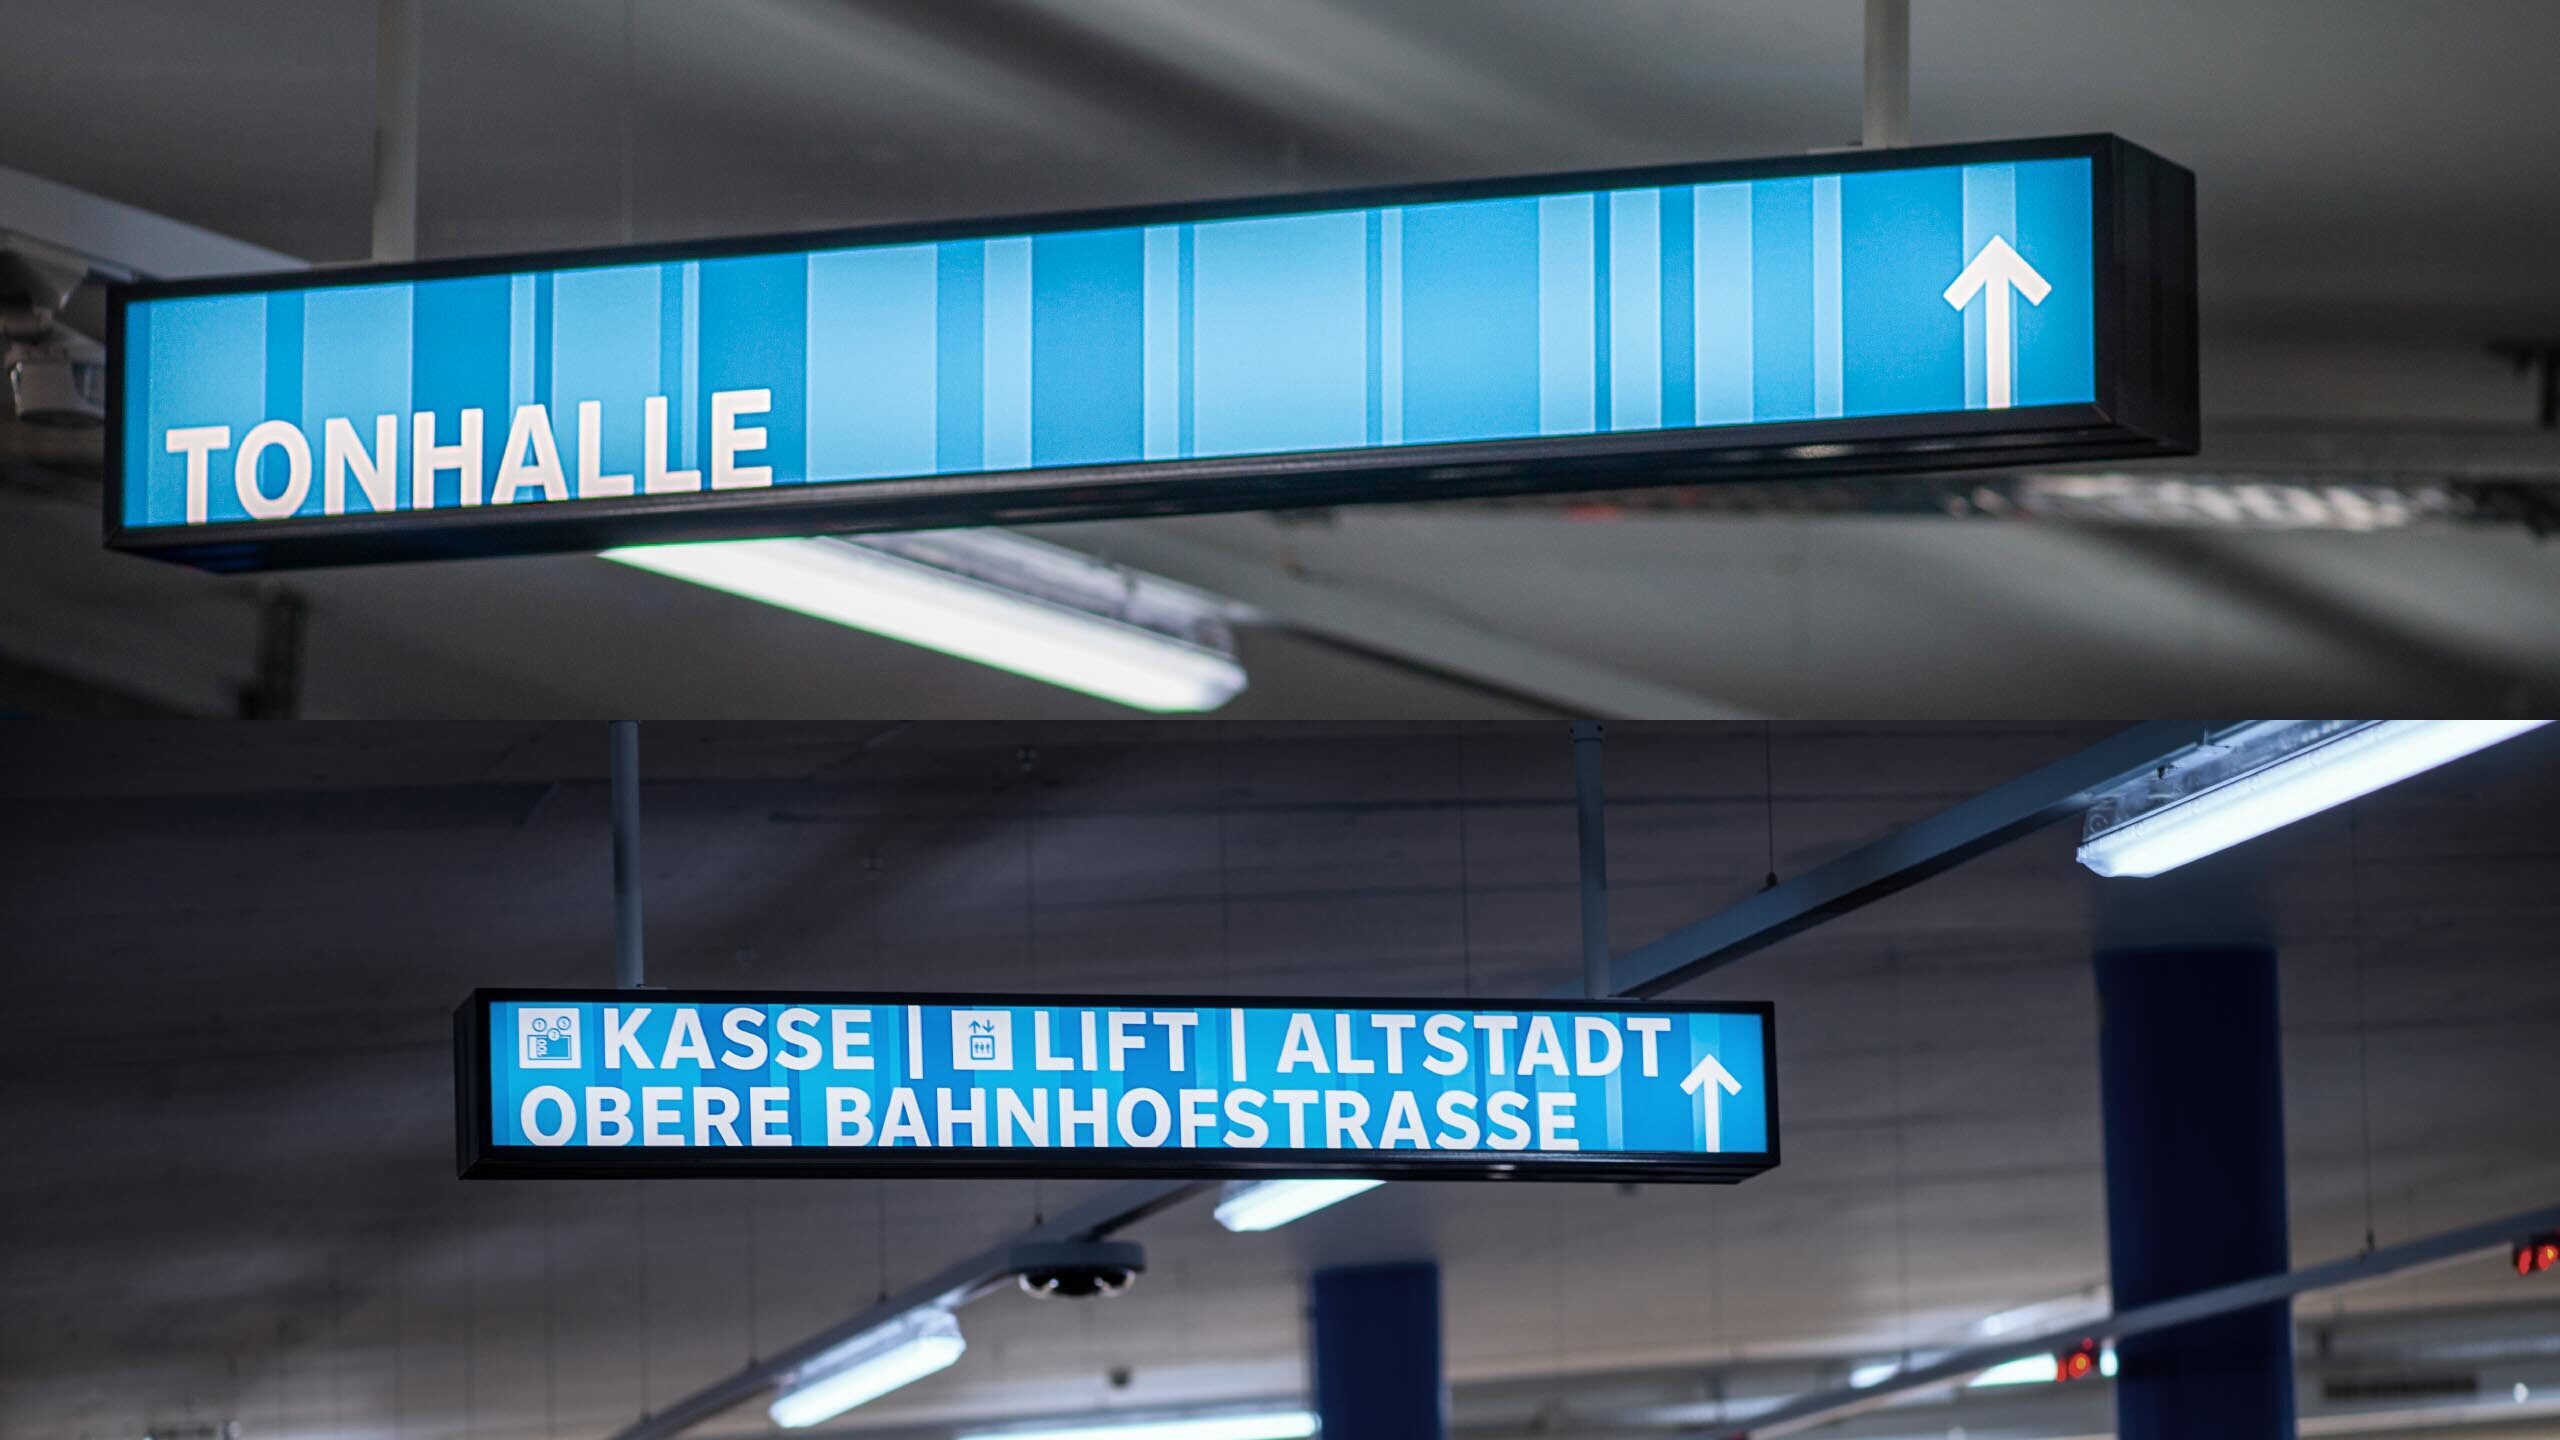 TONHALLE
KASSE | LIFT | ALTSTADT
OBERE BAHNHOFSTRASSE